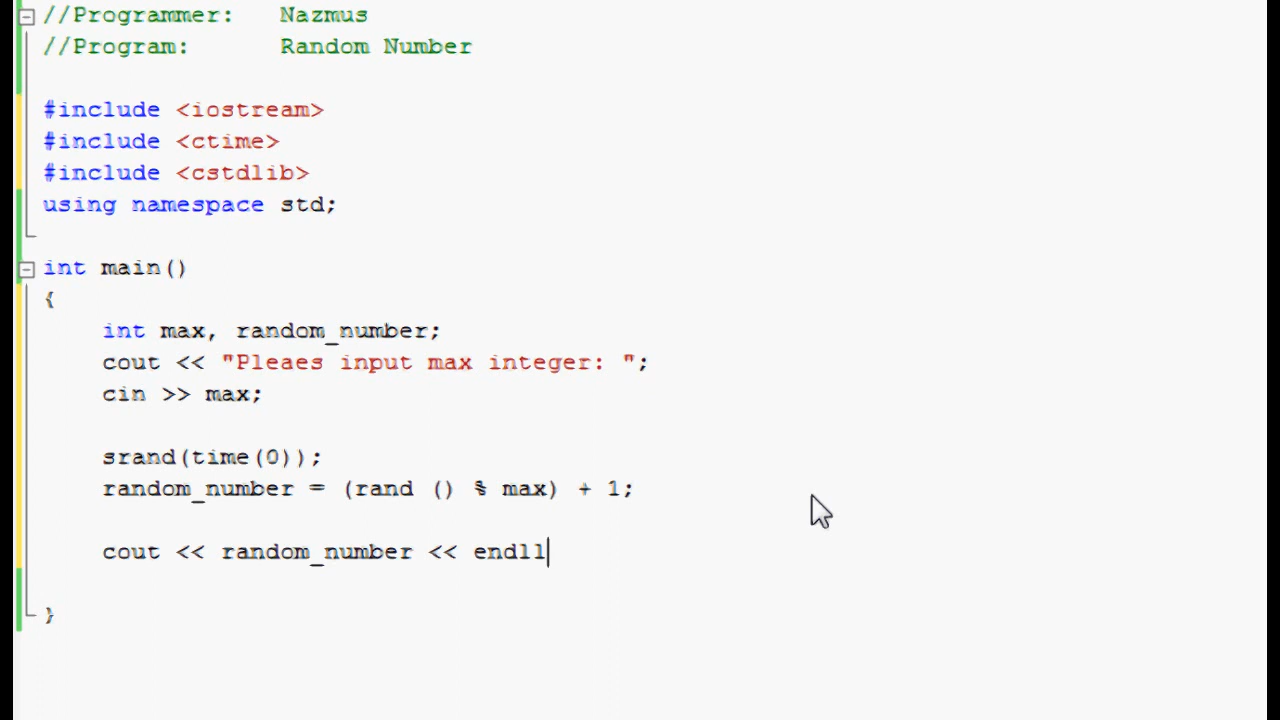 //Programmer:   Nazmus
//Program:      Random Number
#include <iostream>
#include <ctime>
#include <cstdlib>
using namespace std;
int main()
{
    int max, random_number;
    cout << "Pleaes input max integer: ";
    cin >> max;
    srand(time(0));
    random_number = (rand () % max) + 1;
    cout << random_number << endll
}